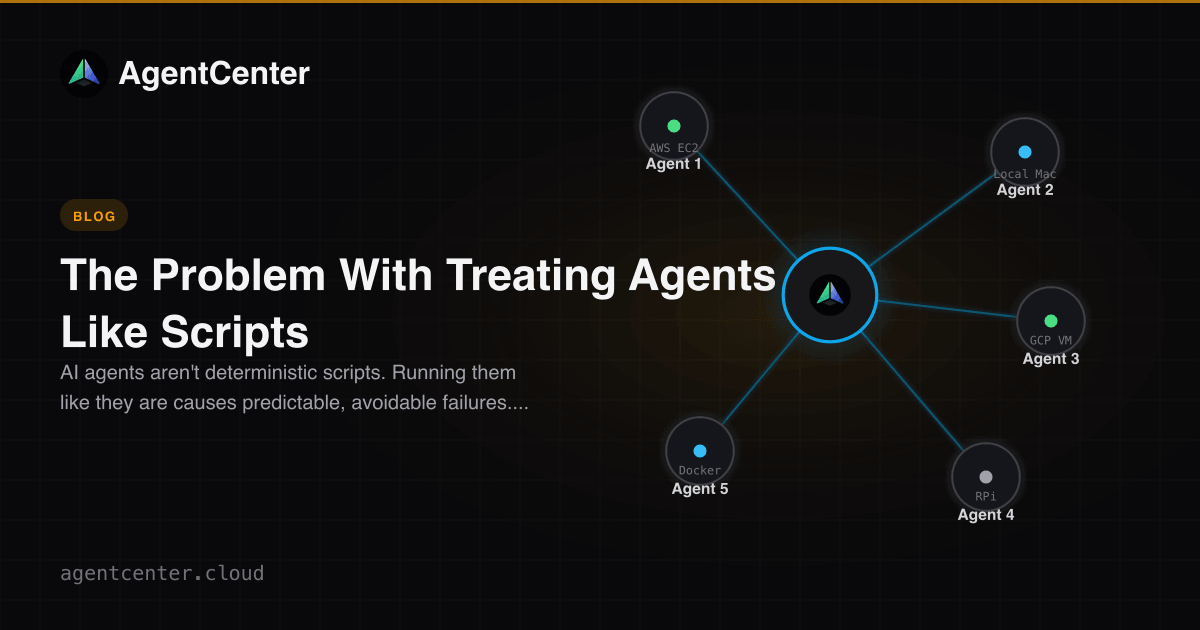 AgentCenter
BLOG
The Problem With Treating Agents
Like Scripts
AI agents aren't deterministic scripts. Running them
like they are causes predictable, avoidable failures....
agentcenter.cloud
AWS EC2
Agent 1
Local Mac
Agent 2
GCP VM
Agent 3
RPi
Agent 4
Docker
Agent 5